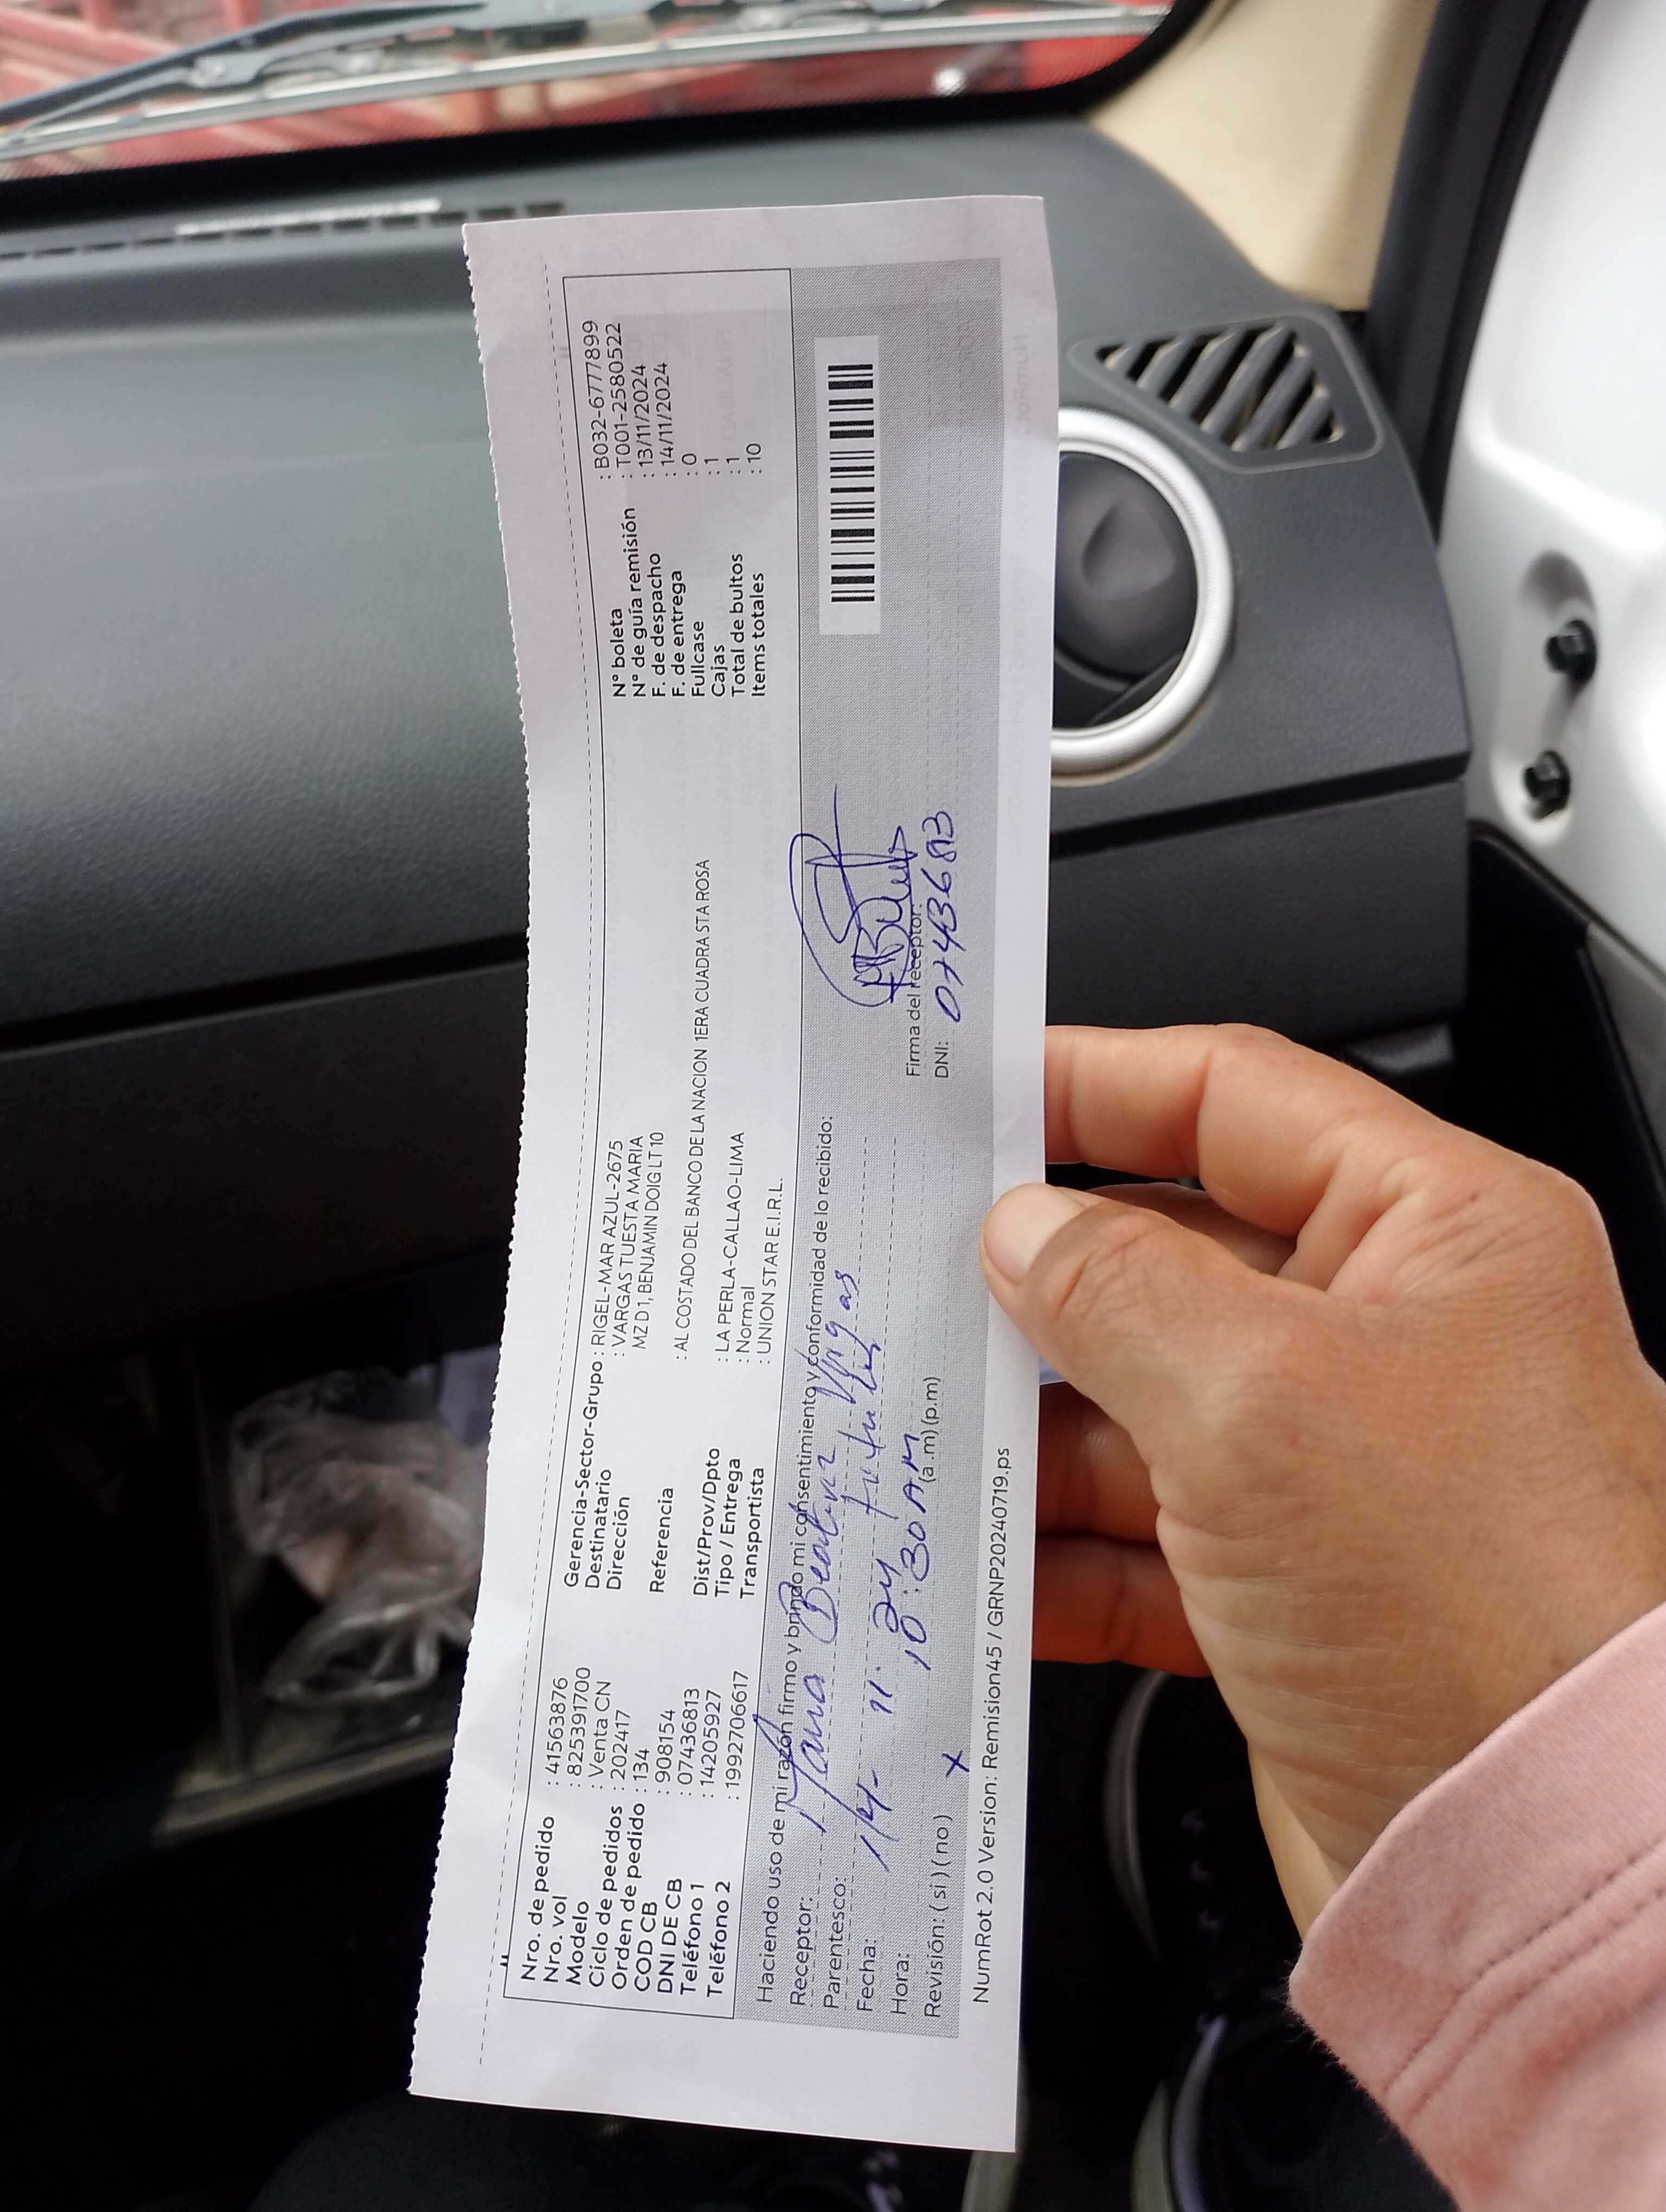 Nro. de pedido : 41563876
Nro. vol : 825391700
Modelo : Venta CN
Ciclo de pedidos : 202417
Orden de pedido : 134
COD CB : 908154
DNI DE CB : 07436813
Teléfono 1 : 14205927
Teléfono 2 : 1992706617
Gerencia-Sector-Grupo : RIGEL-MAR AZUL-2675
Destinatario : VARGAS TUESTA MARIA
Dirección MZ D 1, BENJAMIN DOIG LT 10
Referencia : AL COSTADO DEL BANCO DE LA NACION 1ERA CUADRA STA ROSA
Dist/Prov/Dpto : LA PERLA-CALLAO-LIMA
Tipo / Entrega : Normal
Transportista : UNION STAR E.I.R.L.
N° boleta : B032-67777899
N° de guía remisión : T001-25805522
F. de despacho : 13/11/2024
F. de entrega : 14/11/2024
Fullcase : 0
Cajas : 1
Total de bultos : 1
Items totales : 10
Haciendo uso de mi razón firmo y brindo mi consentimiento y conformidad de lo recibido:
Receptor: Maria Beatriz
Parentesco:
Fecha: 14- 11. 24
Hora: 10:30 AM (a.m) (p.m)
Revisión: ( si ) ( no ) X
Firma del receptor:
DNI: 07436813
NumRot 2.0 Version: Remision45 / GRNP20240719.ps